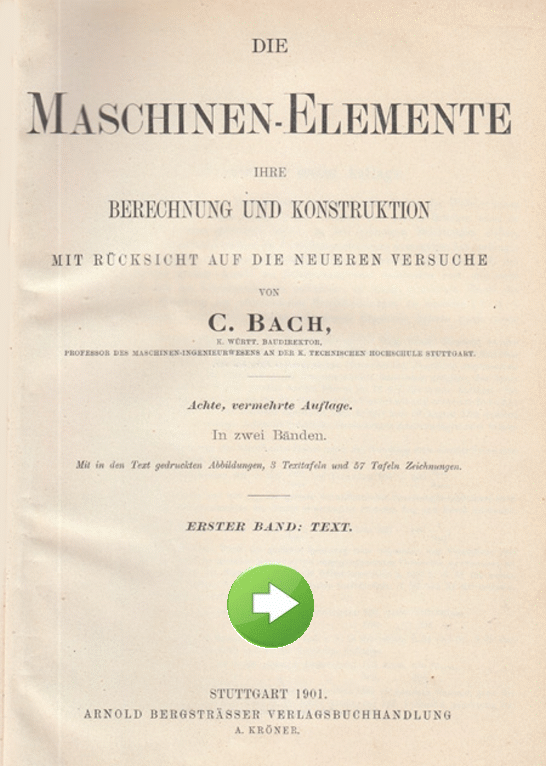 DIE
MASCHINEN-ELEMENTE
IHRE
BERECHNUNG UND KONSTRUKTION
MIT RÜCKSICHT AUF DIE NEUEREN VERSUCHE
VON
C. BACH,
K. WÜRTT. BAUDIREKTOR,
PROFESSOR DES MASCHINEN-INGENIEURWESENS AN DER K. TECHNISCHEN HOCHSCHULE STUTTGART.
Achte, vermehrte Auflage.
In zwei Bänden.
Mit in den Text gedruckten Abbildungen, 3 Texttafeln und 57 Tafeln Zeichnungen.
ERSTER BAND: TEXT.
STUTTGART 1901.
ARNOLD BERGSTRÄSSER VERLAGSBUCHHANDLUNG
A. KRÖNER.